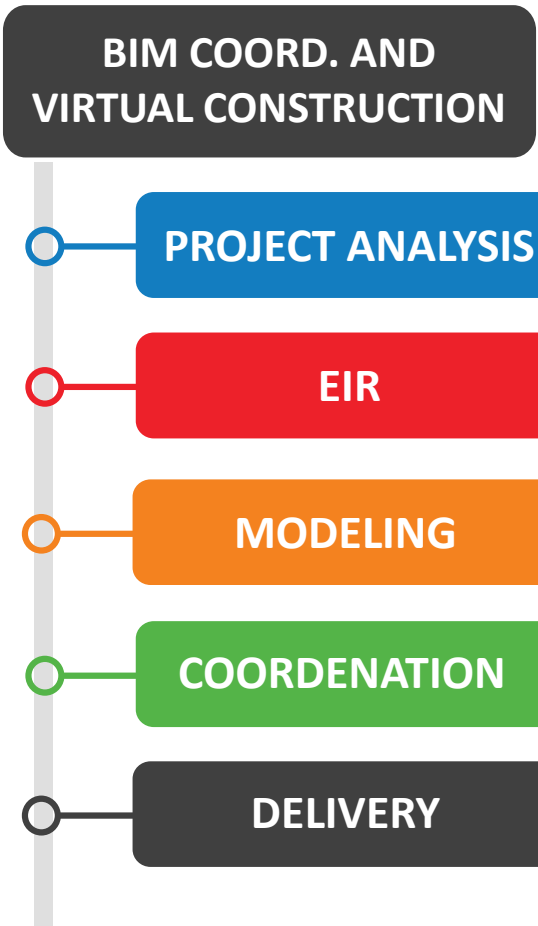 BIM COORD. AND
VIRTUAL CONSTRUCTION
PROJECT ANALYSIS
EIR
MODELING
COORDENATION
DELIVERY